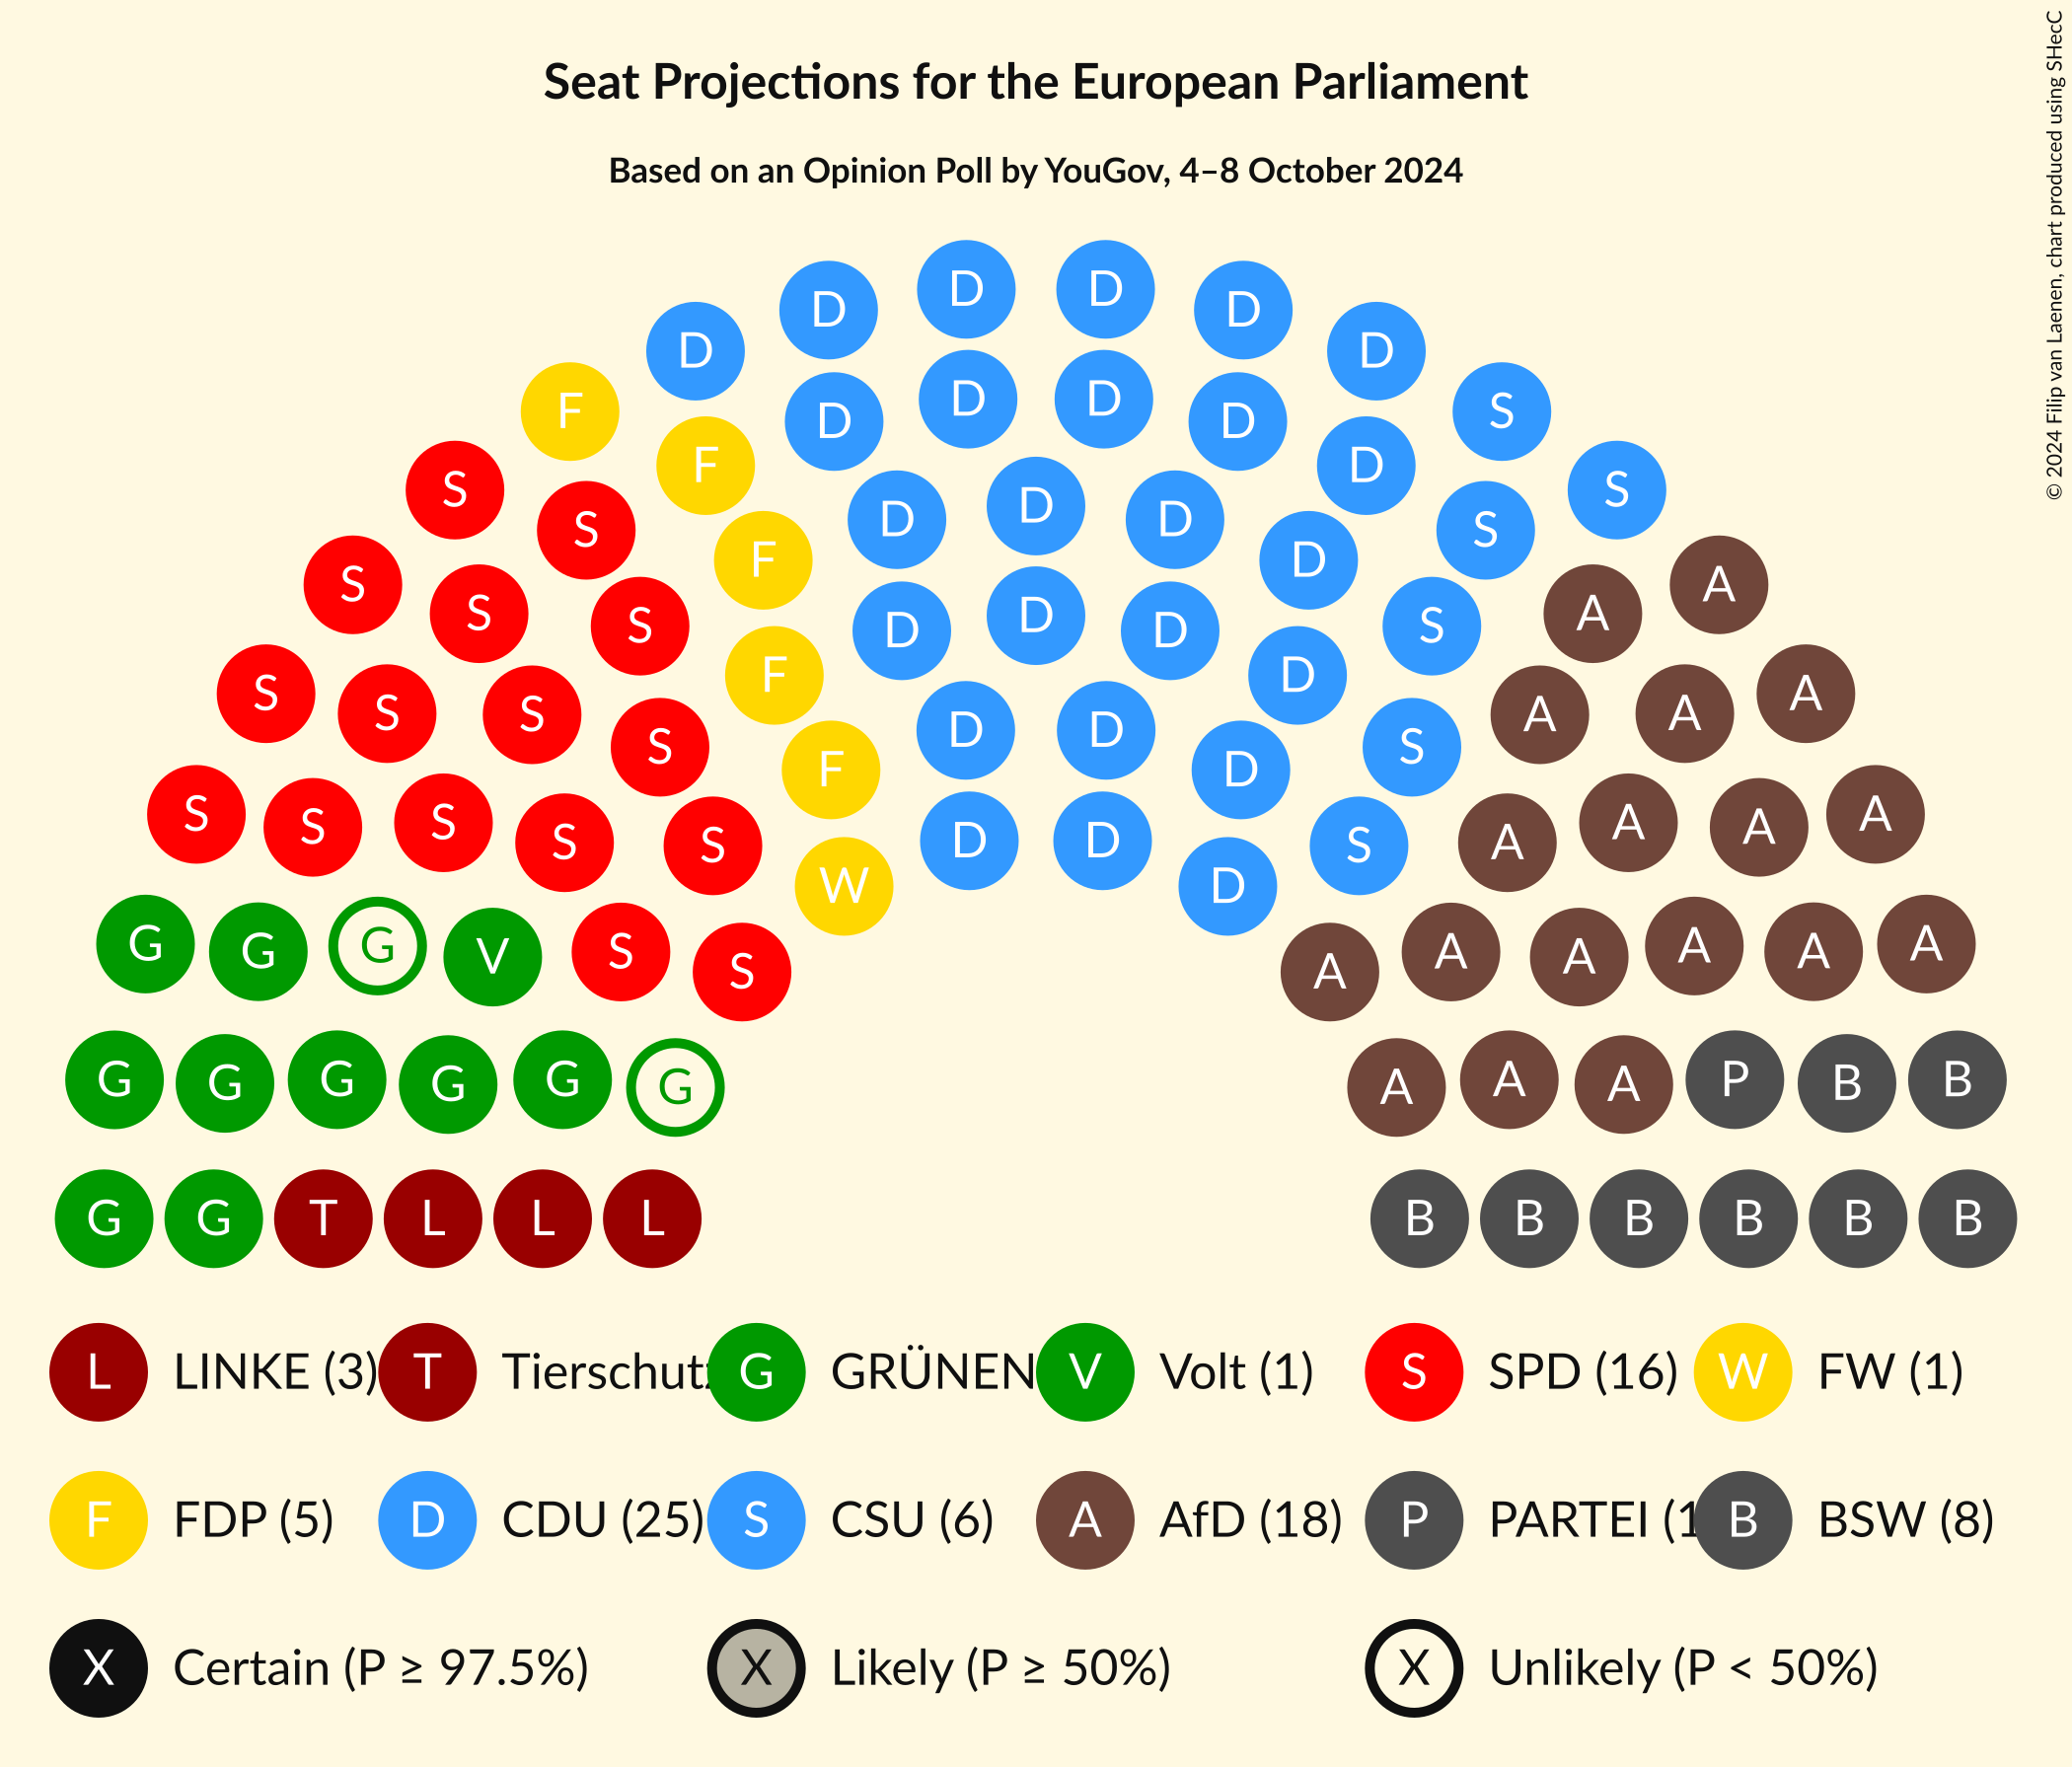 Seat Projections for the European Parliament
Based on an Opinion Poll by YouGov, 4–8 October 2024
© 2024 Filip van Laenen, chart produced using SHecC
D D
D D
D D
F D D S
D D
D D
F D
S S
D
D D
S S
F D
S A
D
S A
S S
D D
F D
S S
S A
S S A A
D D
S S
F D
S A
S S A A
D D
S S
S A
W D
G G G V S S
A A A A A A
G G G G G G
A A A P B B
G G T L L L
B B B B B B
L LINKE (3) T Tierschutz G GRÜNEN V Volt (1) S SPD (16) W FW (1)
F FDP (5) D CDU (25) S CSU (6) A AfD (18) P PARTEI (1 B BSW (8)
X Certain (P ≥ 97.5%) X Likely (P ≥ 50%) X Unlikely (P < 50%)